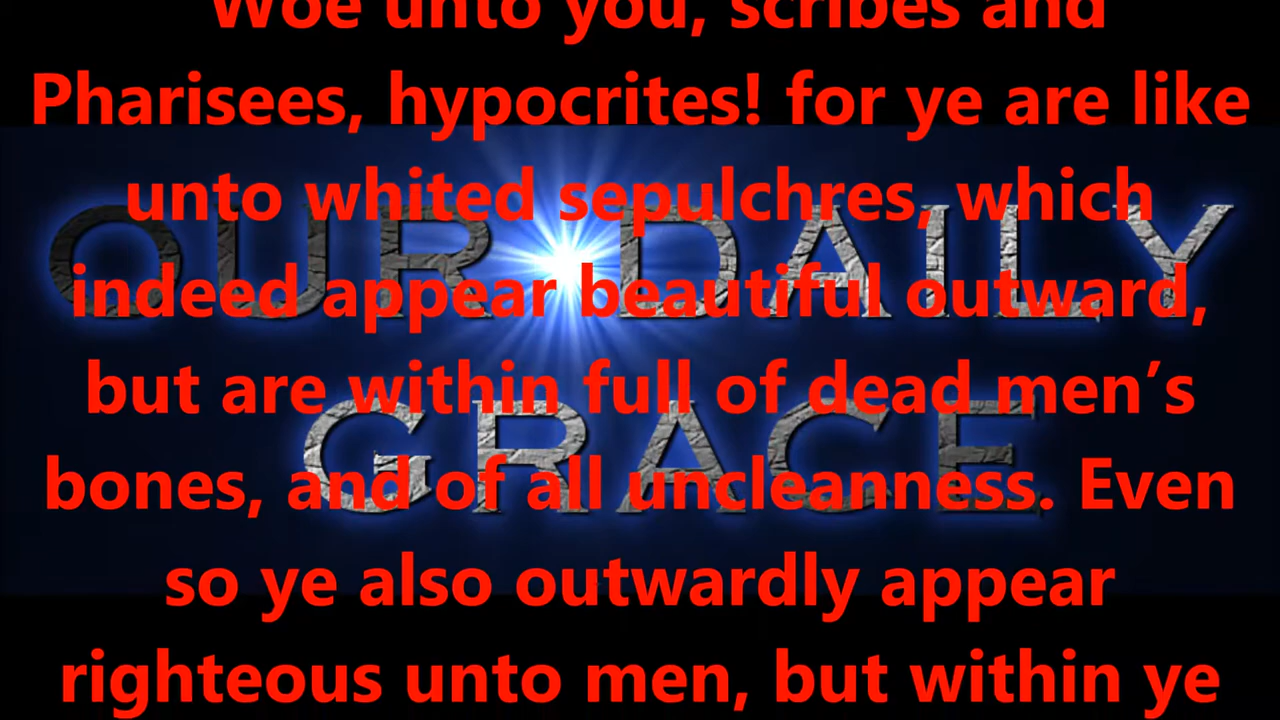 Woe unto you, scribes and
Pharisees, hypocrites! for ye are like
unto whited sepulchres, which
OUR DAILY
indeed appear beautiful outward,
but are within full of dead men’s
GRACE
bones, and of all uncleanness. Even
so ye also outwardly appear
righteous unto men, but within ye